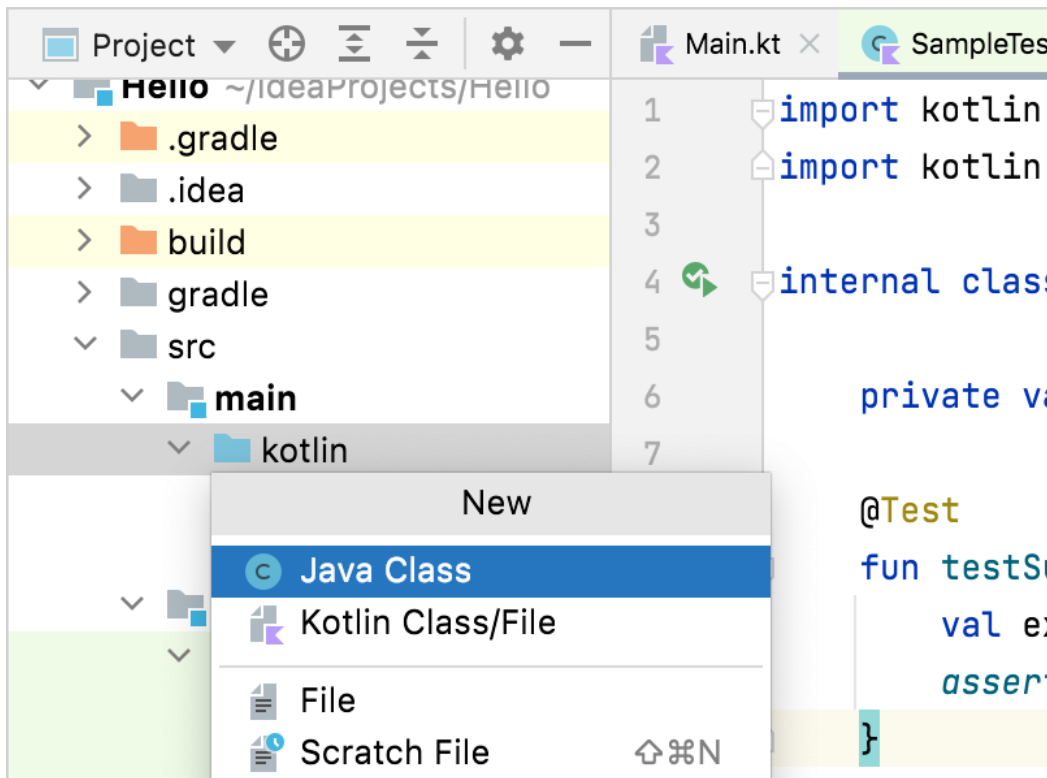 Project
Main.kt
SampleTes
Hello ~/IdeaProjects/Hello
.gradle
.idea
build
gradle
src
main
kotlin
New
Java Class
Kotlin Class/File
File
Scratch File ⇧⌘N
1 import kotlin
2 import kotlin
3
4 internal clas
5
6 private va
7
@Test
fun testSu
val ex
assert
}